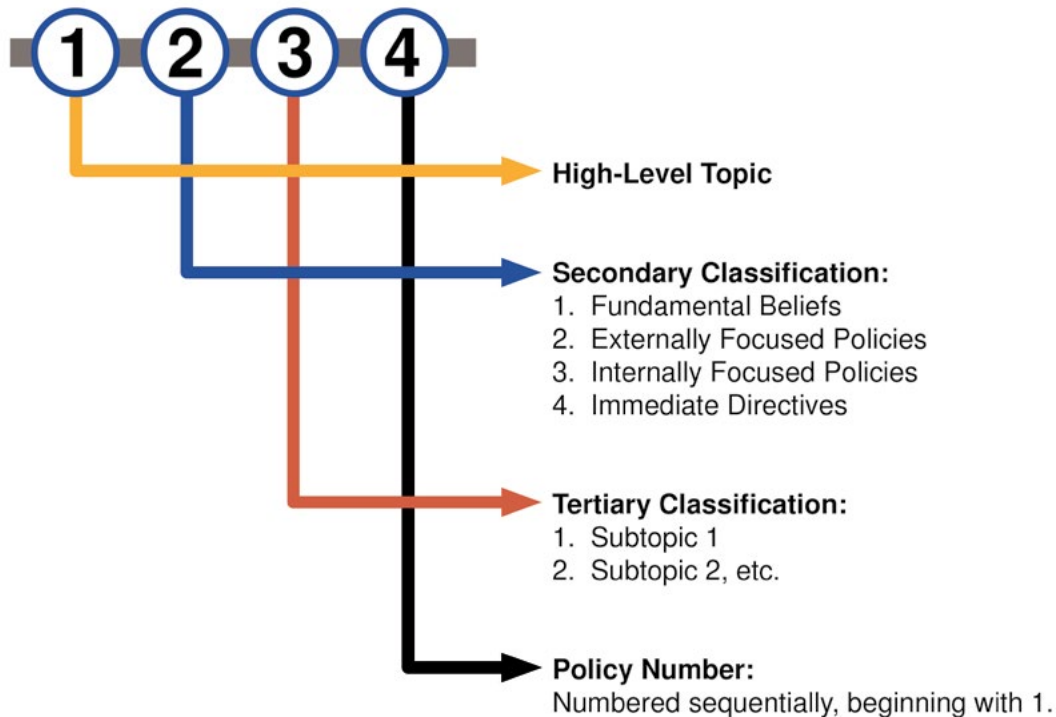 1 2 3 4
High-Level Topic
Secondary Classification:
1. Fundamental Beliefs
2. Externally Focused Policies
3. Internally Focused Policies
4. Immediate Directives
Tertiary Classification:
1. Subtopic 1
2. Subtopic 2, etc.
Policy Number:
Numbered sequentially, beginning with 1.